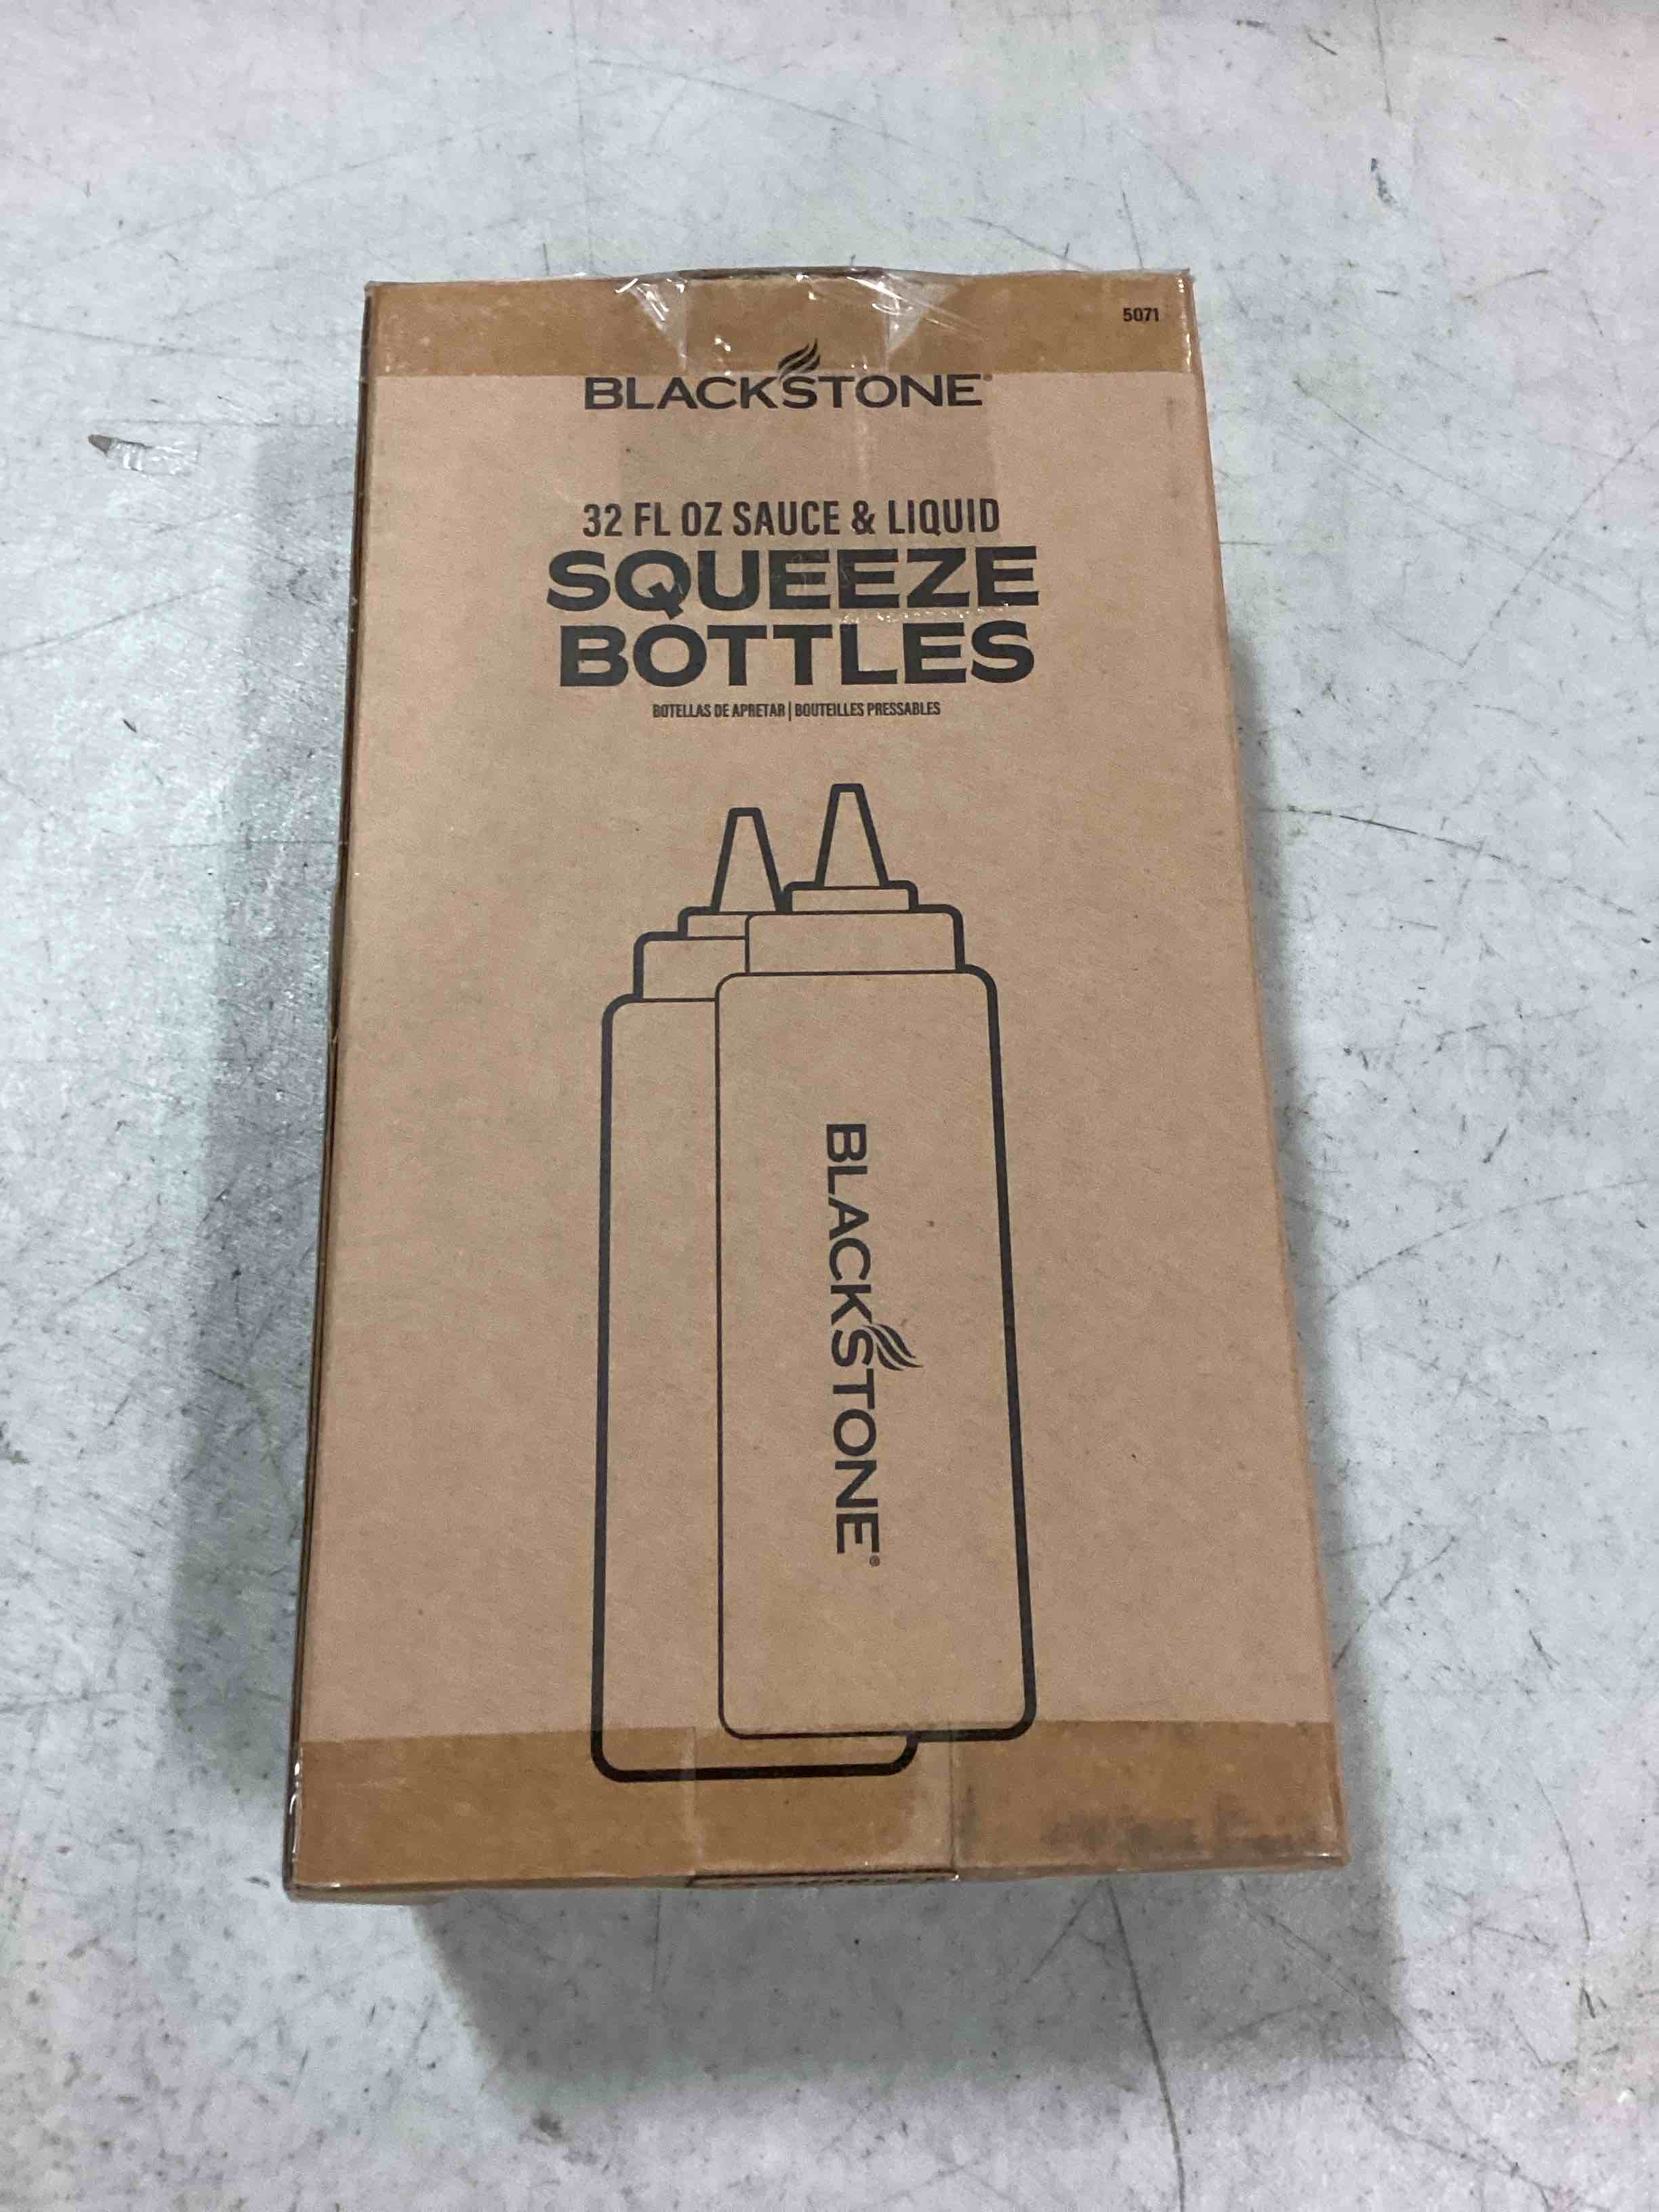 5071
BLACKSTONE®
32 FL OZ SAUCE & LIQUID
SQUEEZE
BOTTLES
BOTELLAS DE APRETAR | BOUTEILLES PRESSABLES
BLACKSTONE®